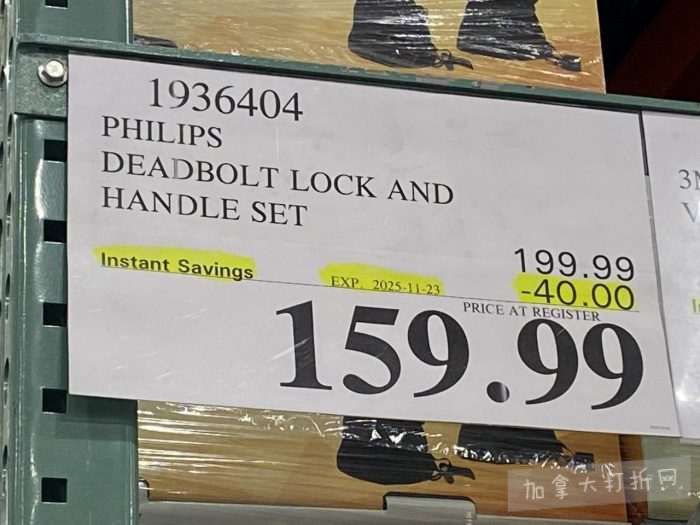 1936404
PHILIPS
DEADBOLT LOCK AND
HANDLE SET
199.99
Instant Savings EXP. 2025-11-23 -40.00
PRICE AT REGISTER
159.99
加拿大打折网